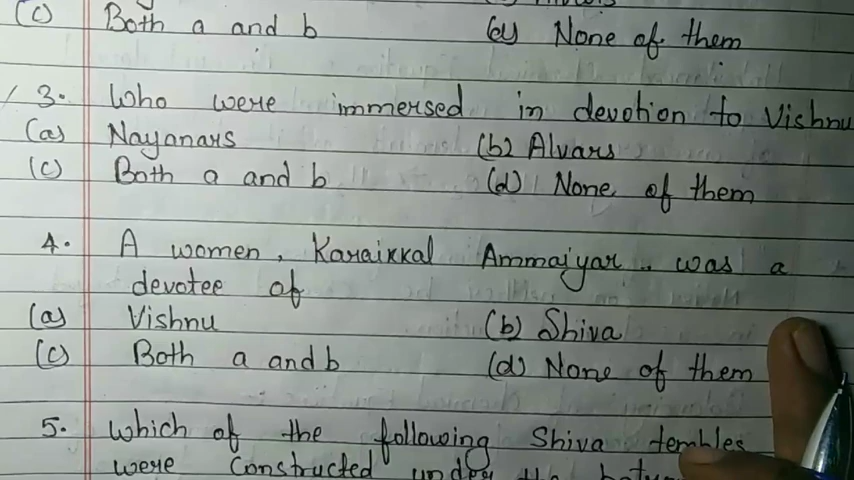 (c) Both a and b (d) None of them
3. Who were immersed in devotion to Vishnu
(a) Nayanars (b) Alvars
(c) Both a and b (d) None of them
4. A women, Karaikkal Ammaiyar.. was a
devotee of
(a) Vishnu (b) Shiva
(c) Both a and b (d) None of them
5. Which of the following Shiva tembles
were constructed under